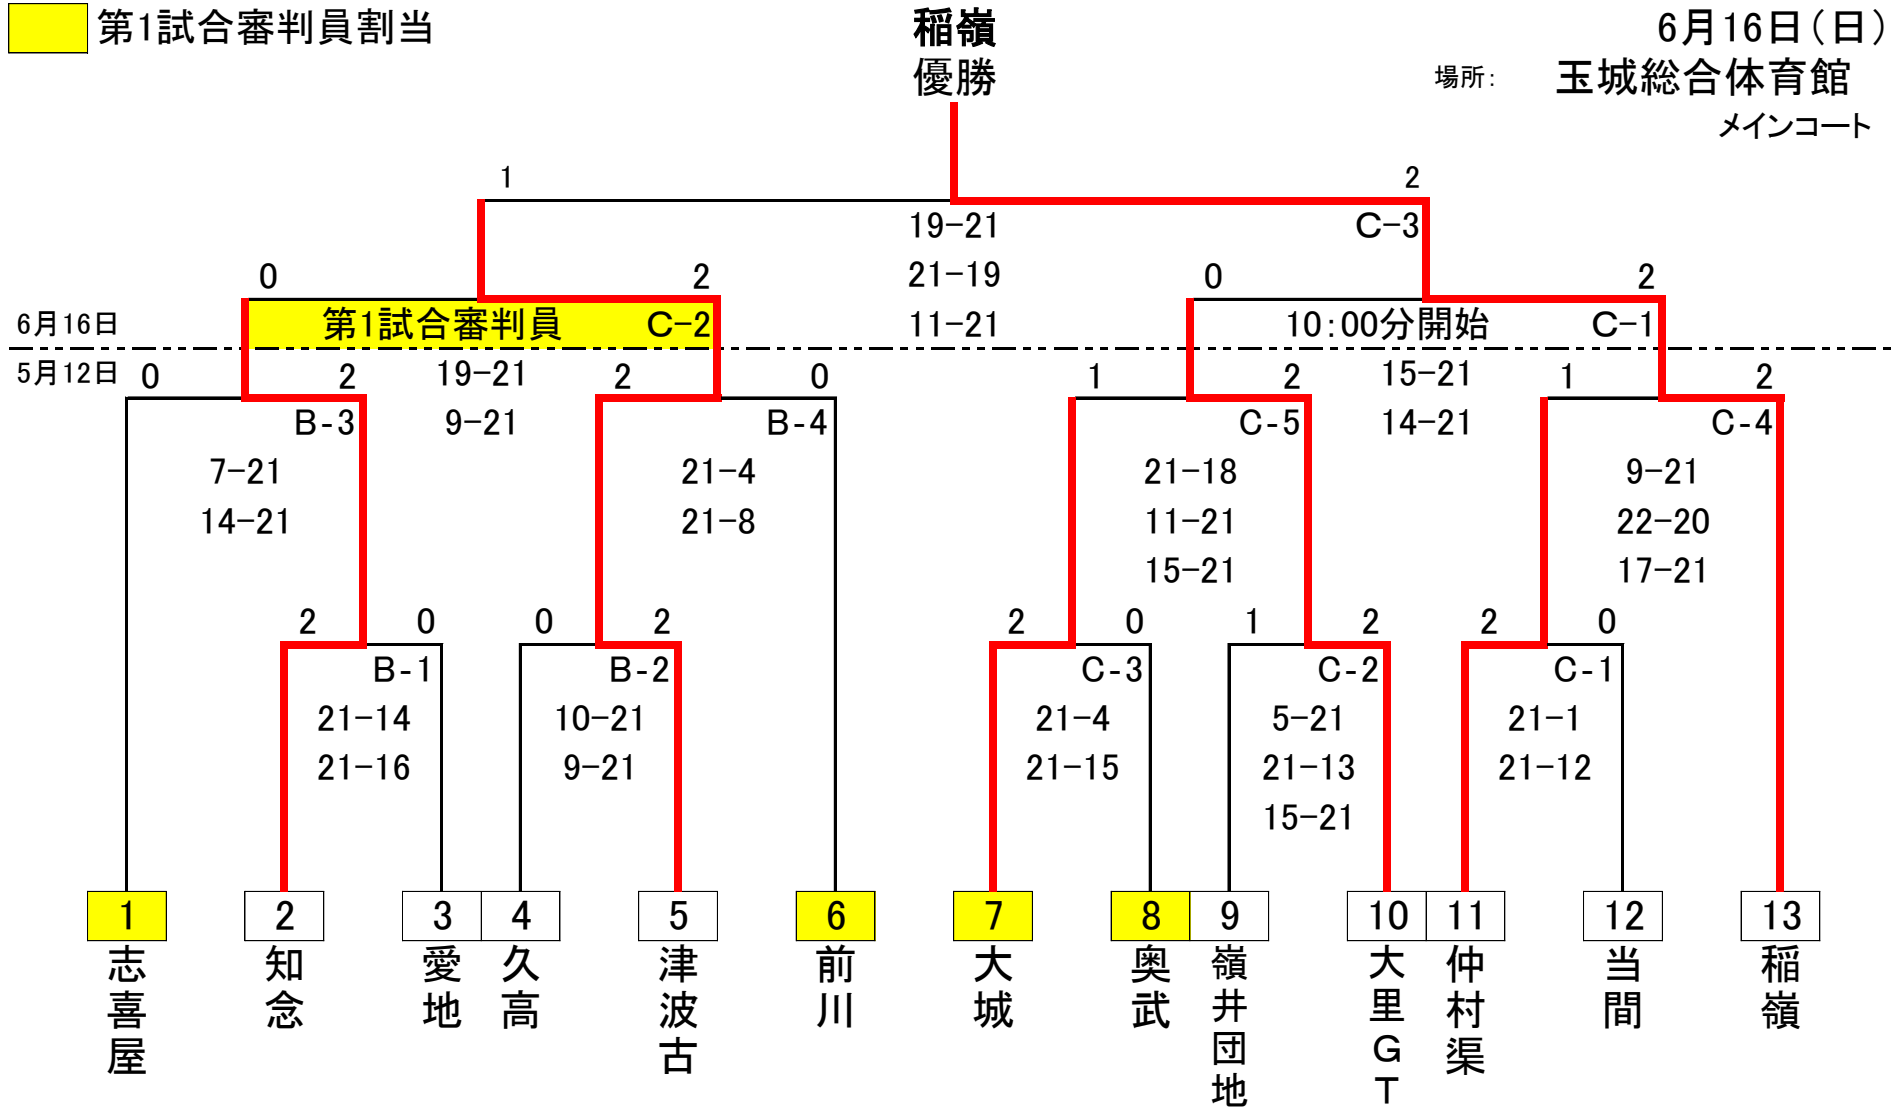 第1試合審判員割当
稲嶺
優勝
6月16日(日)
場所: 玉城総合体育館
メインコート
1 2
19-21 C-3
0 2 21-19 0 2
6月16日 第1試合審判員 C-2 11-21 10:00分開始 C-1
5月12日 0 2 19-21 2 0 1 2 15-21 1 2
B-3 9-21 B-4 C-5 14-21 C-4
7-21 21-4 21-18 9-21
14-21 21-8 11-21 22-20
15-21 17-21
2 0 0 2 2 0 1 2 2 0
B-1 B-2 C-3 C-2 C-1
21-14 10-21 21-4 5-21 21-1
21-16 9-21 21-15 21-13 21-12
15-21
1 2 3 4 5 6 7 8 9 10 11 12 13
志喜屋
知念
愛地
久高
津波古
前川
大城
奥武
嶺井団地
大里GT
仲村渠
当間
稲嶺